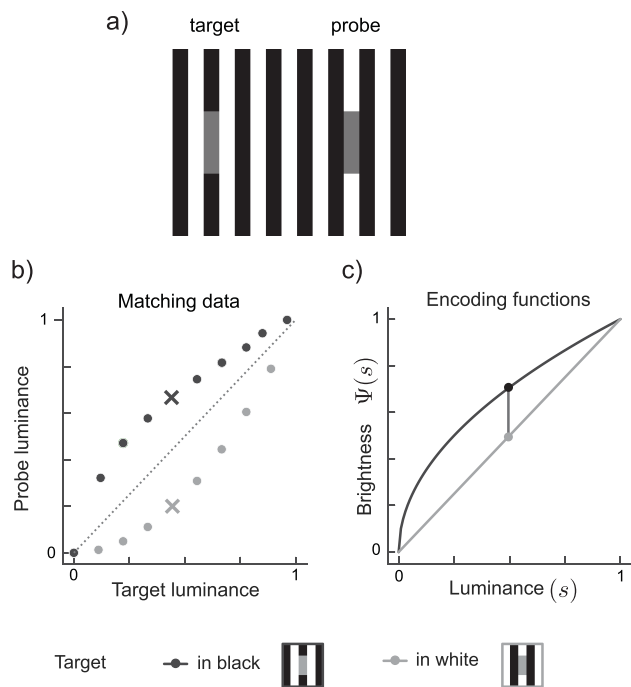 a)
target probe
b)
Matching data
1
Probe luminance
0
0 1
Target luminance
c)
Encoding functions
1
Brightness Ψ(s)
0
0 1
Luminance (s)
Target in black in white